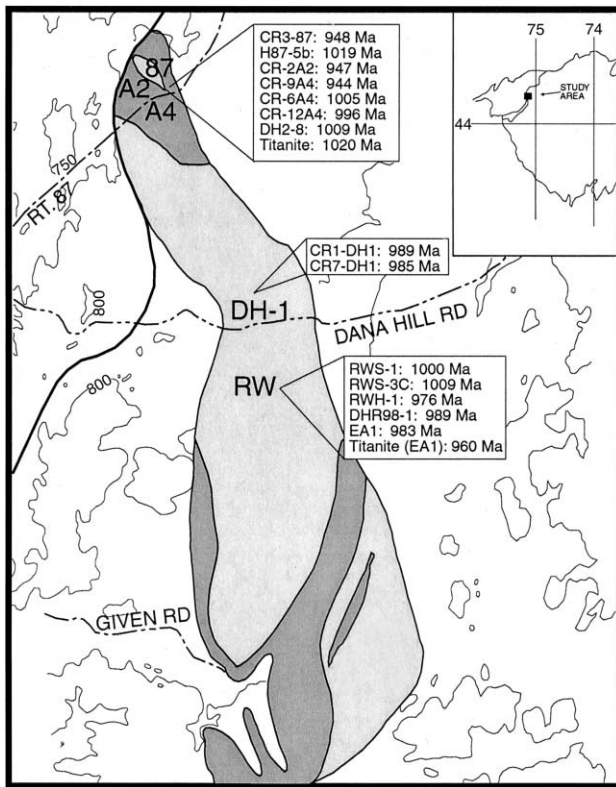 CR3-87: 948 Ma
H87-5b: 1019 Ma
CR-2A2: 947 Ma
CR-9A4: 944 Ma
CR-6A4: 1005 Ma
CR-12A4: 996 Ma
DH2-8: 1009 Ma
Titanite: 1020 Ma
75 74
STUDY
AREA
44
87
A2
A4
750
RT. 87
CR1-DH1: 989 Ma
CR7-DH1: 985 Ma
800
DH-1
DANA HILL RD
800
RW
RWS-1: 1000 Ma
RWS-3C: 1009 Ma
RWH-1: 976 Ma
DHR98-1: 989 Ma
EA1: 983 Ma
Titanite (EA1): 960 Ma
GIVEN RD